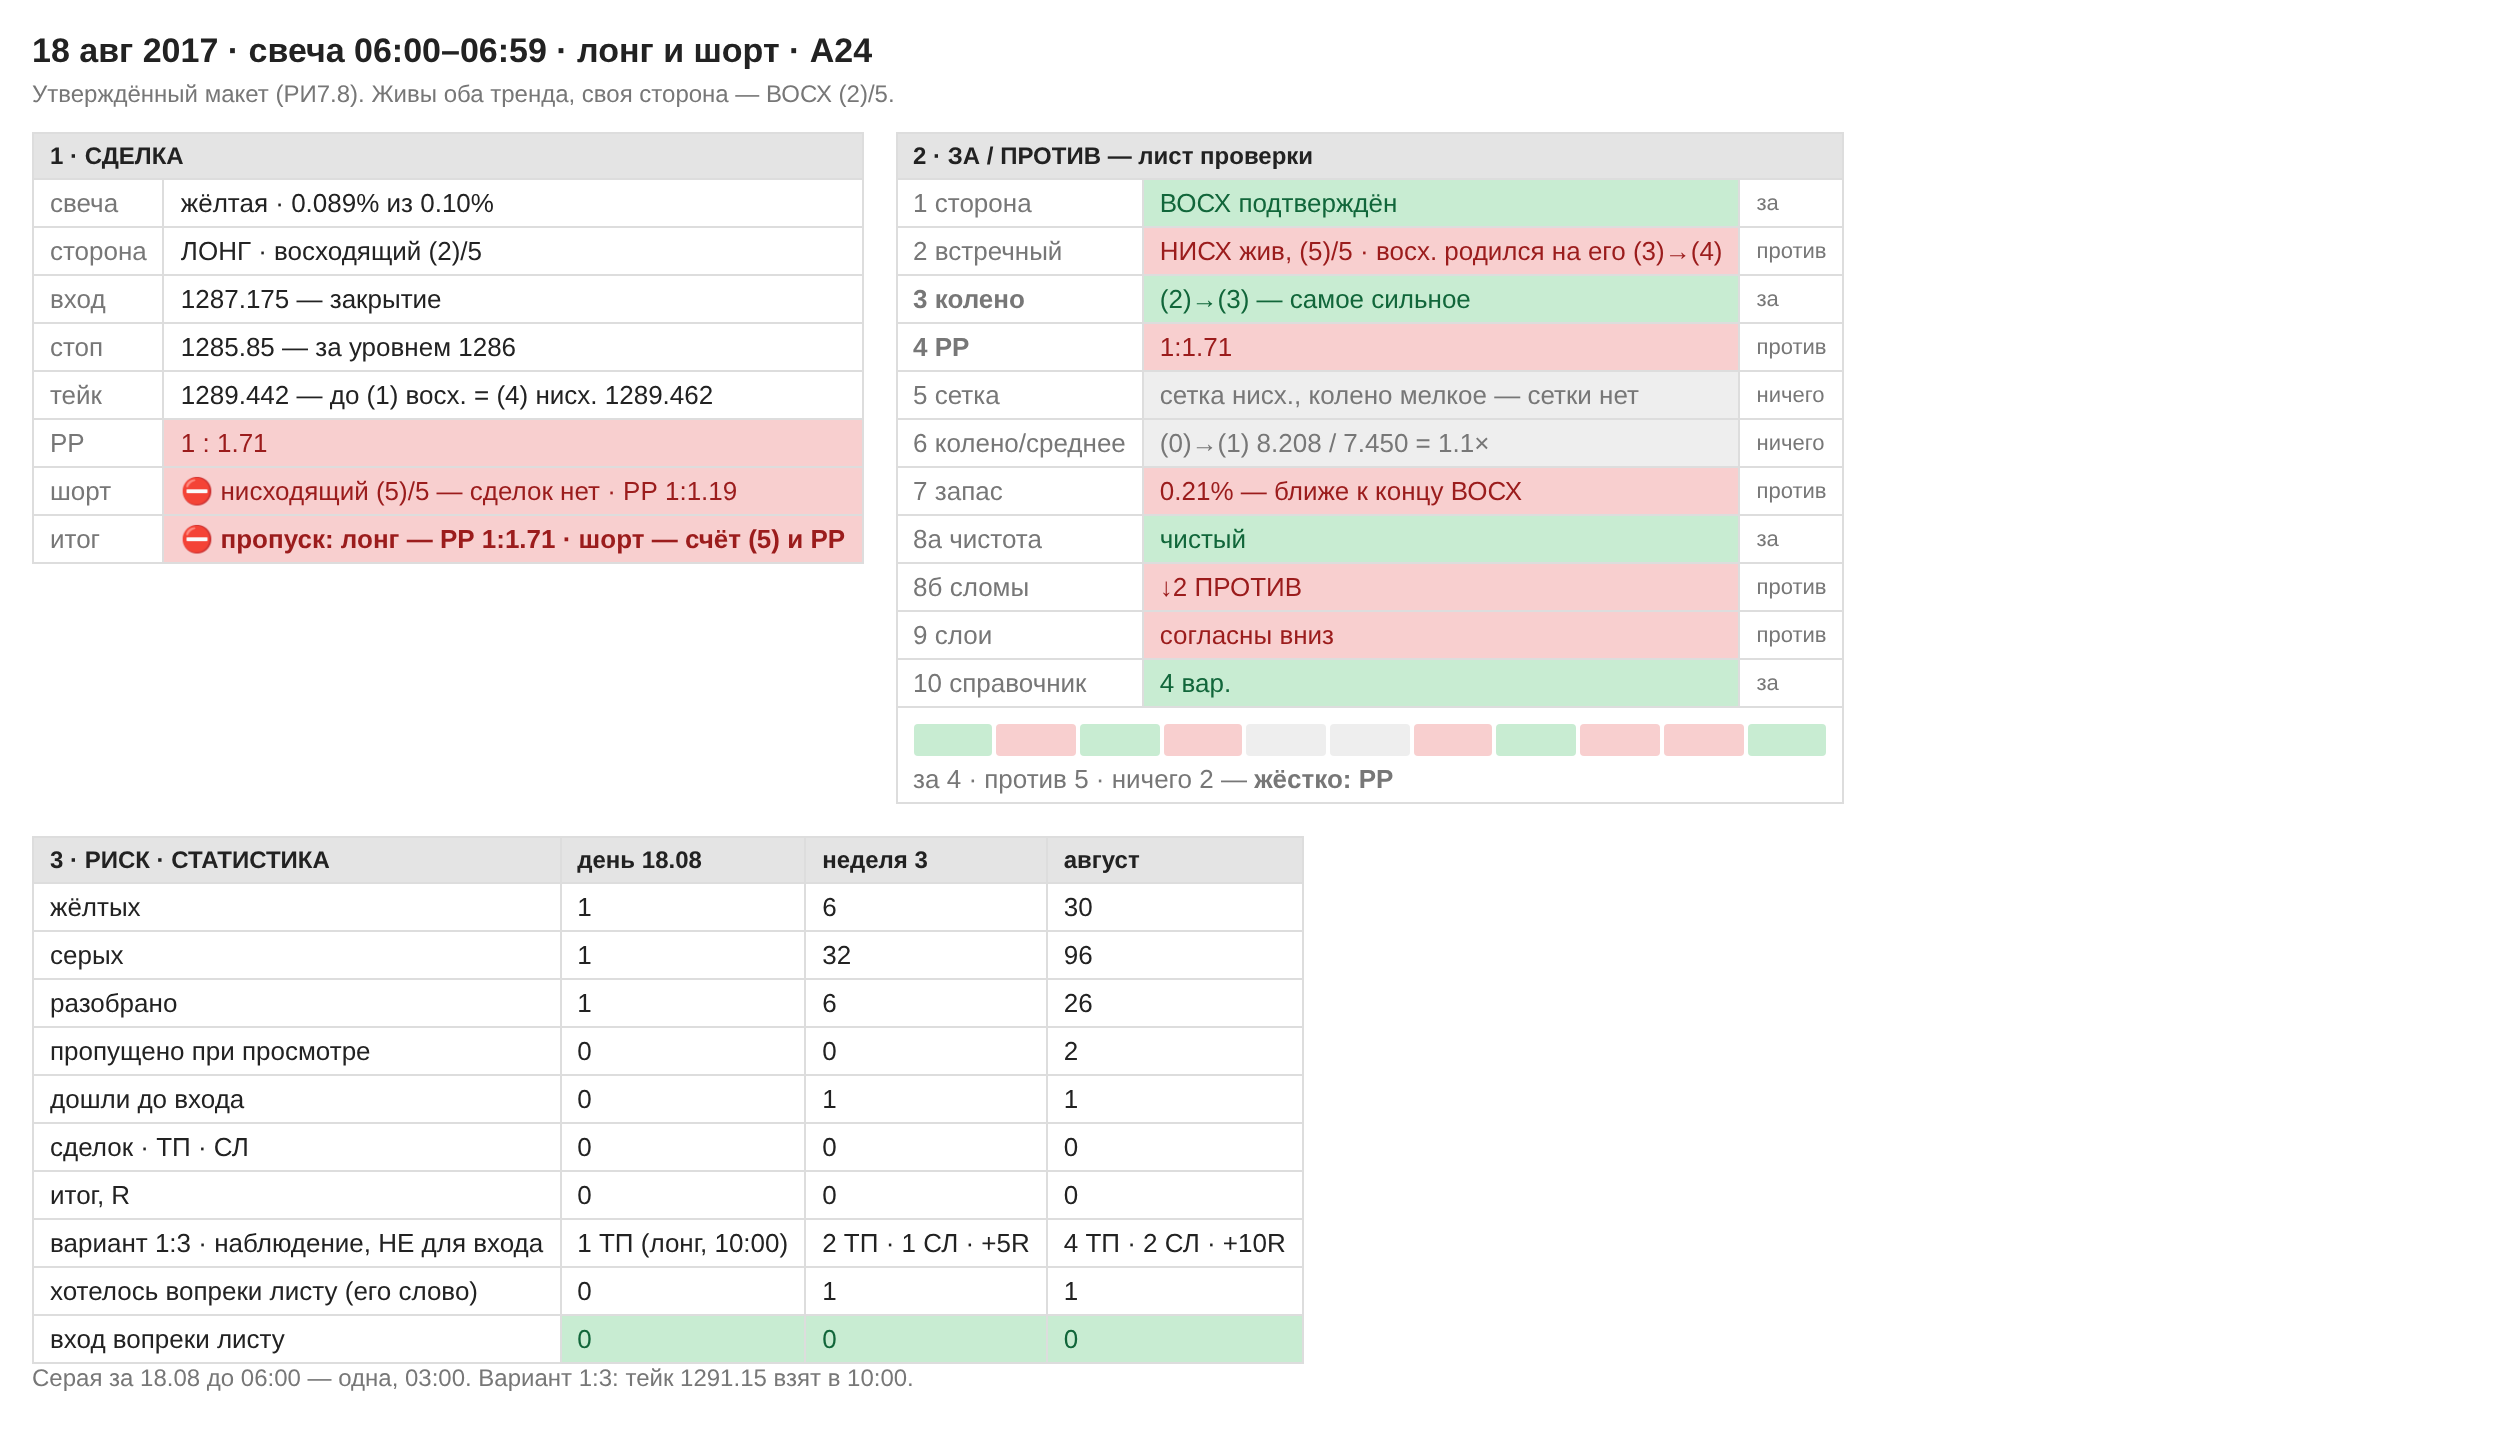 18 авг 2017 · свеча 06:00–06:59 · лонг и шорт · А24
Утверждённый макет (РИ7.8). Живы оба тренда, своя сторона — ВОСХ (2)/5.
1 · СДЕЛКА
свеча жёлтая · 0.089% из 0.10%
сторона ЛОНГ · восходящий (2)/5
вход 1287.175 — закрытие
стоп 1285.85 — за уровнем 1286
тейк 1289.442 — до (1) восх. = (4) нисх. 1289.462
РР 1 : 1.71
шорт ⛔ нисходящий (5)/5 — сделок нет · РР 1:1.19
итог ⛔ пропуск: лонг — РР 1:1.71 · шорт — счёт (5) и РР
2 · ЗА / ПРОТИВ — лист проверки
1 сторона ВОСХ подтверждён за
2 встречный НИСХ жив, (5)/5 · восх. родился на его (3)→(4) против
3 колено (2)→(3) — самое сильное за
4 РР 1:1.71 против
5 сетка сетка нисх., колено мелкое — сетки нет ничего
6 колено/среднее (0)→(1) 8.208 / 7.450 = 1.1× ничего
7 запас 0.21% — ближе к концу ВОСХ против
8а чистота чистый за
8б сломы ↓2 ПРОТИВ против
9 слои согласны вниз против
10 справочник 4 вар. за
за 4 · против 5 · ничего 2 — жёстко: РР
3 · РИСК · СТАТИСТИКА день 18.08 неделя 3 август
жёлтых 1 6 30
серых 1 32 96
разобрано 1 6 26
пропущено при просмотре 0 0 2
дошли до входа 0 1 1
сделок · ТП · СЛ 0 0 0
итог, R 0 0 0
вариант 1:3 · наблюдение, НЕ для входа 1 ТП (лонг, 10:00) 2 ТП · 1 СЛ · +5R 4 ТП · 2 СЛ · +10R
хотелось вопреки листу (его слово) 0 1 1
вход вопреки листу 0 0 0
Серая за 18.08 до 06:00 — одна, 03:00. Вариант 1:3: тейк 1291.15 взят в 10:00.